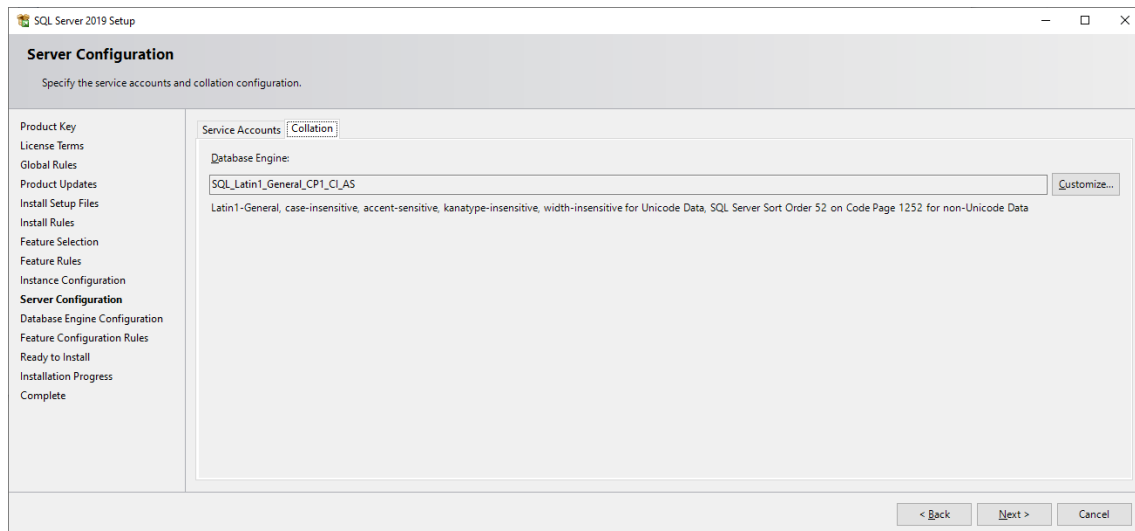 SQL Server 2019 Setup
Server Configuration
Specify the service accounts and collation configuration.
Product Key
License Terms
Global Rules
Product Updates
Install Setup Files
Install Rules
Feature Selection
Feature Rules
Instance Configuration
Server Configuration
Database Engine Configuration
Feature Configuration Rules
Ready to Install
Installation Progress
Complete
Service Accounts Collation
Database Engine:
SQL_Latin1_General_CP1_CI_AS Customize...
Latin1-General, case-insensitive, accent-sensitive, kanatype-insensitive, width-insensitive for Unicode Data, SQL Server Sort Order 52 on Code Page 1252 for non-Unicode Data
< Back Next > Cancel